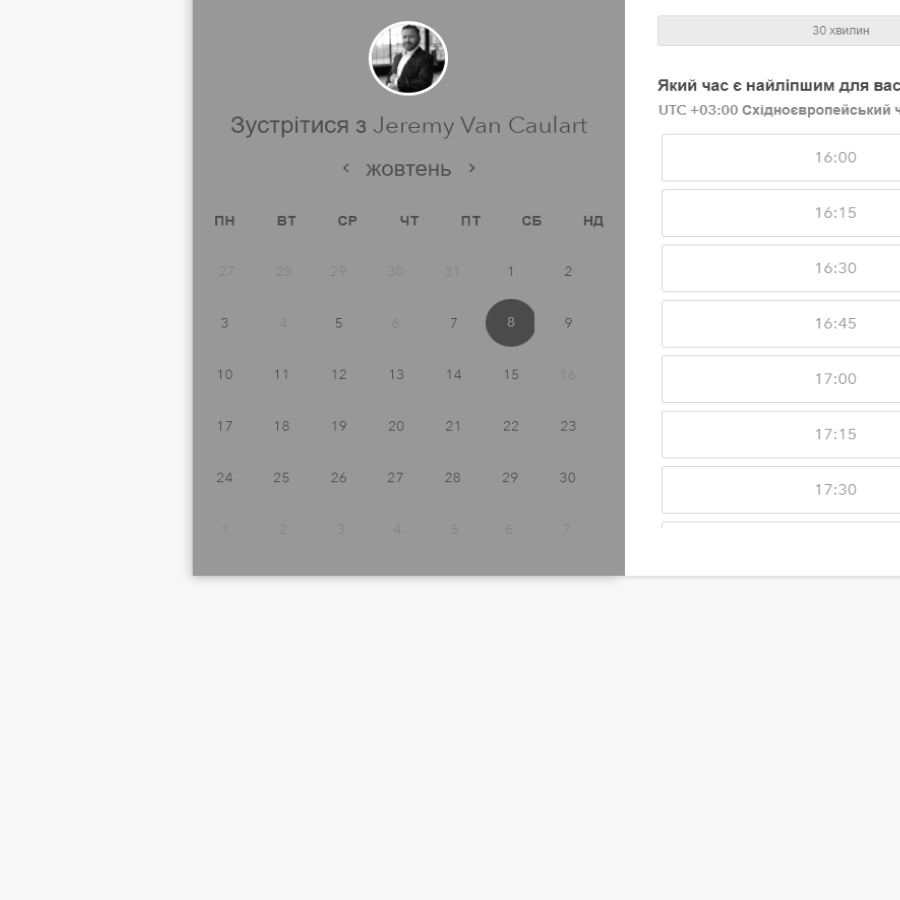 Зустрітися з Jeremy Van Caulart
жовтень
ПН ВТ СР ЧТ ПТ СБ НД
27 28 29 30 31 1 2
3 4 5 6 7 8 9
10 11 12 13 14 15 16
17 18 19 20 21 22 23
24 25 26 27 28 29 30
1 2 3 4 5 6 7
30 хвилин
Який час є найліпшим для вас
UTC +03:00 Східноєвропейський
16:00
16:15
16:30
16:45
17:00
17:15
17:30